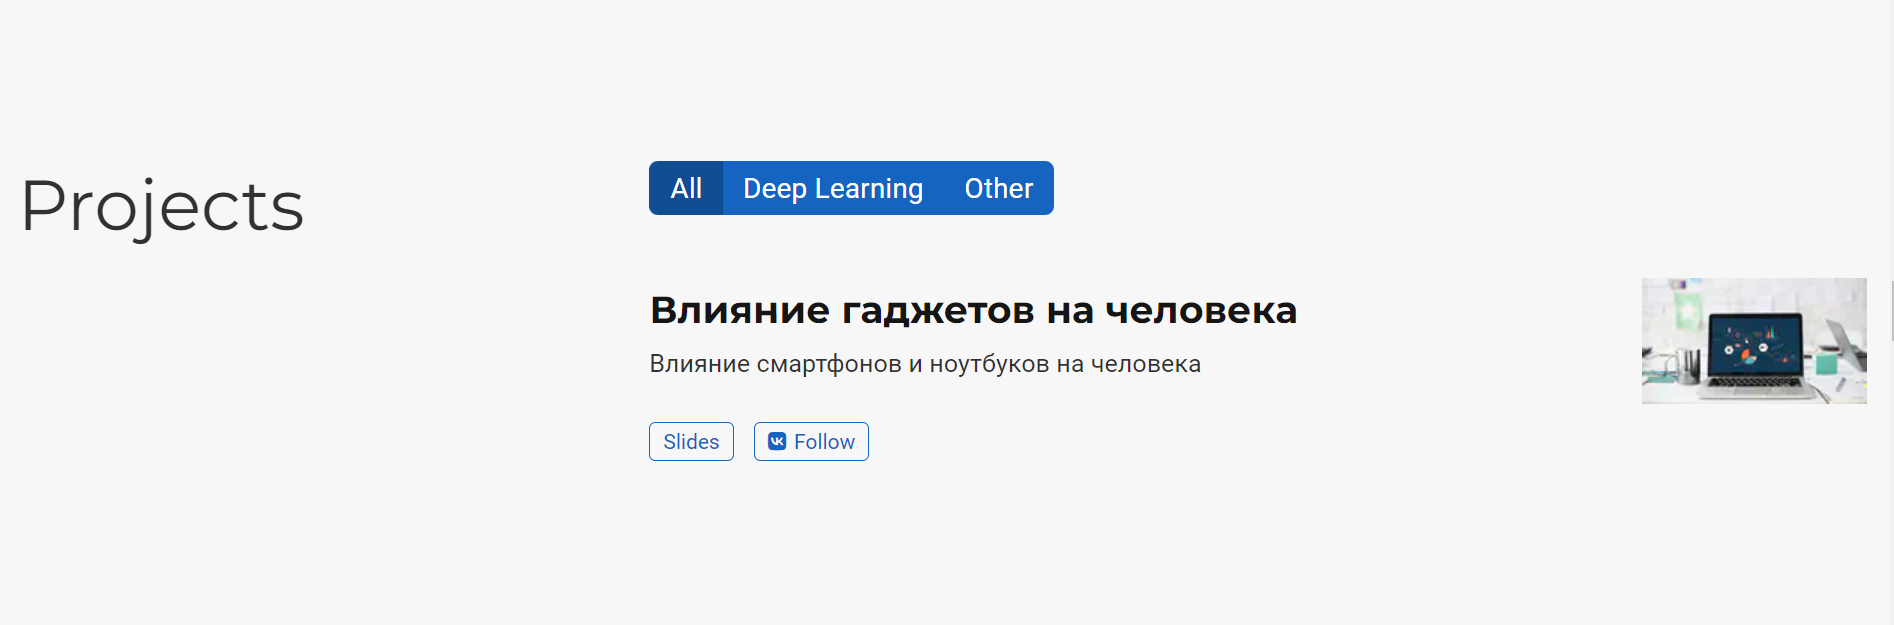 Projects
All Deep Learning Other
Влияние гаджетов на человека
Влияние смартфонов и ноутбуков на человека
Slides Follow